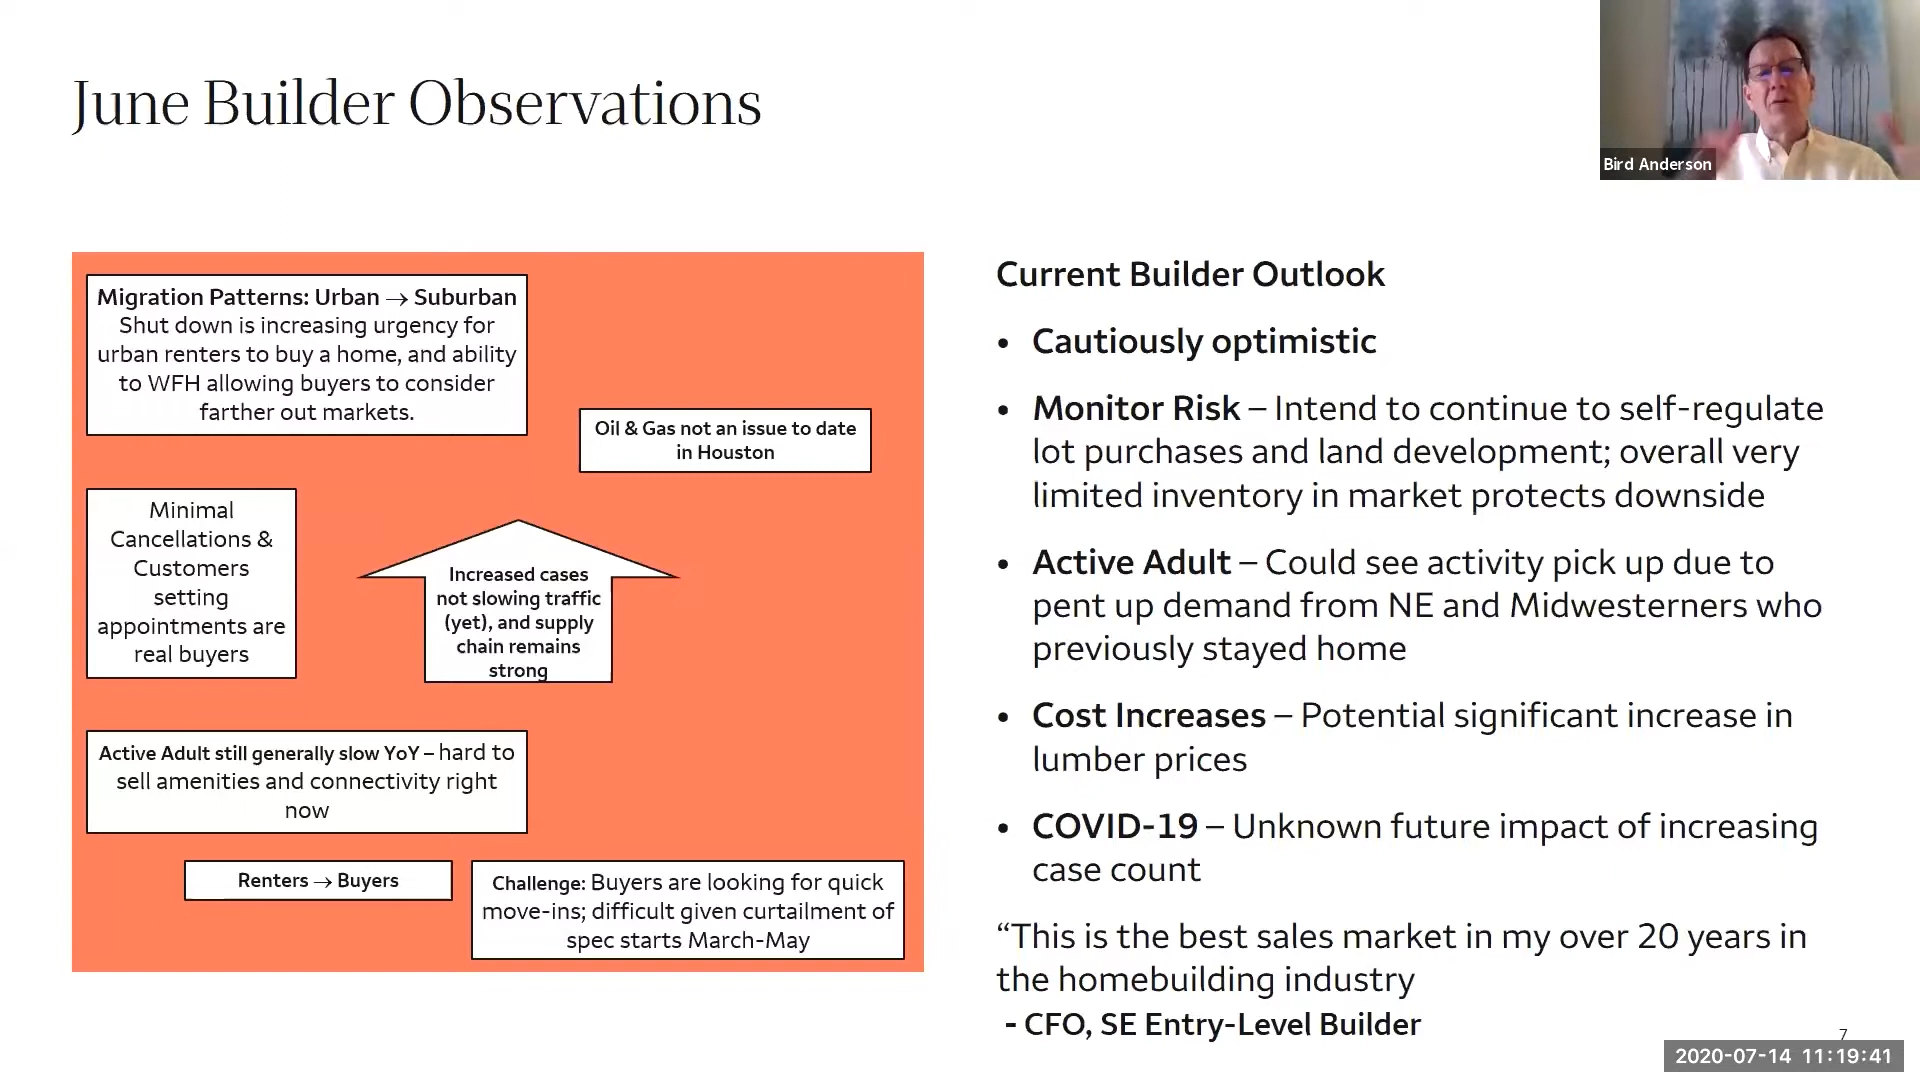 June Builder Observations
Bird Anderson
Migration Patterns: Urban → Suburban
Shut down is increasing urgency for
urban renters to buy a home, and ability
to WFH allowing buyers to consider
farther out markets.
Oil & Gas not an issue to date
in Houston
Minimal
Cancellations &
Customers
setting
appointments are
real buyers
Increased cases
not slowing traffic
(yet), and supply
chain remains
strong
Active Adult still generally slow YoY – hard to
sell amenities and connectivity right
now
Renters → Buyers
Challenge: Buyers are looking for quick
move-ins; difficult given curtailment of
spec starts March-May
Current Builder Outlook
• Cautiously optimistic
• Monitor Risk – Intend to continue to self-regulate
lot purchases and land development; overall very
limited inventory in market protects downside
• Active Adult – Could see activity pick up due to
pent up demand from NE and Midwesterners who
previously stayed home
• Cost Increases – Potential significant increase in
lumber prices
• COVID-19 – Unknown future impact of increasing
case count
“This is the best sales market in my over 20 years in
the homebuilding industry
- CFO, SE Entry-Level Builder
7
2020-07-14 11:19:41